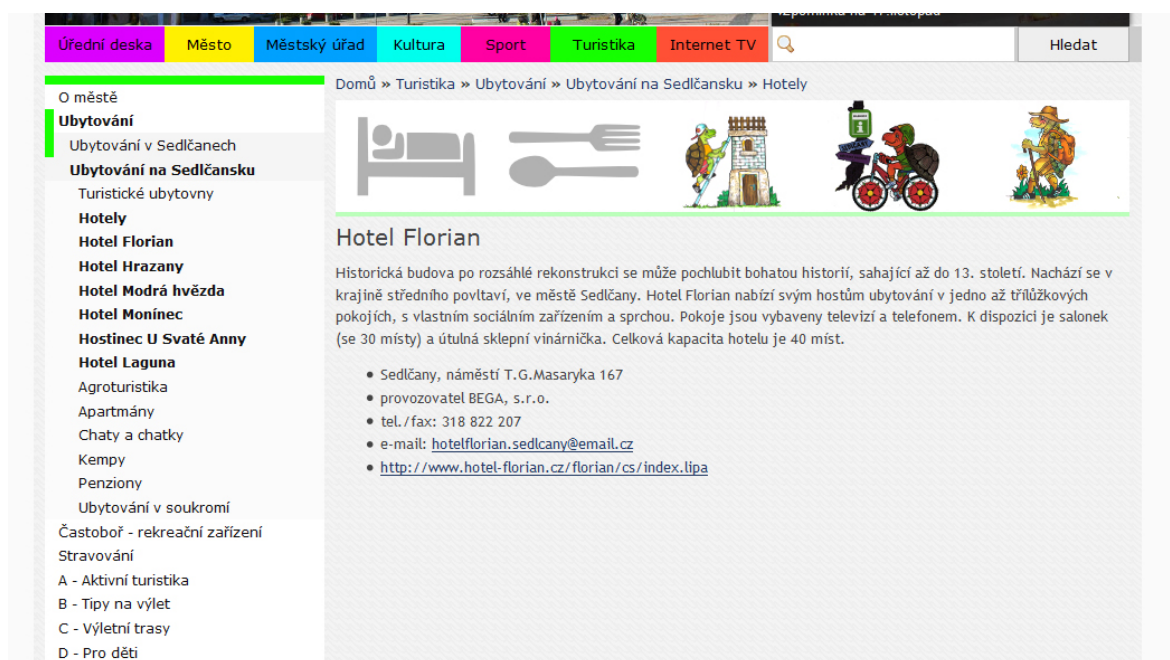 Vzpomínka na 17.listopad
Úřední deska Město Městský úřad Kultura Sport Turistika Internet TV Hledat
Domů » Turistika » Ubytování » Ubytování na Sedlčansku » Hotely
O městě
Ubytování
Ubytování v Sedlčanech
Ubytování na Sedlčansku
Turistické ubytovny
Hotely
Hotel Florian
Hotel Hrazany
Hotel Modrá hvězda
Hotel Monínec
Hostinec U Svaté Anny
Hotel Laguna
Agroturistika
Apartmány
Chaty a chatky
Kempy
Penziony
Ubytování v soukromí
Častoboř - rekreační zařízení
Stravování
A - Aktivní turistika
B - Tipy na výlet
C - Výletní trasy
D - Pro děti
Hotel Florian
Historická budova po rozsáhlé rekonstrukci se může pochlubit bohatou historií, sahající až do 13. století. Nachází se v
krajině středního povltaví, ve městě Sedlčany. Hotel Florian nabízí svým hostům ubytování v jedno až třílůžkových
pokojích, s vlastním sociálním zařízením a sprchou. Pokoje jsou vybaveny televizí a telefonem. K dispozici je salonek
(se 30 místy) a útulná sklepní vinárnička. Celková kapacita hotelu je 40 míst.
• Sedlčany, náměstí T.G.Masaryka 167
• provozovatel BEGA, s.r.o.
• tel./fax: 318 822 207
• e-mail: hotelflorian.sedlcany@email.cz
• http://www.hotel-florian.cz/florian/cs/index.lipa